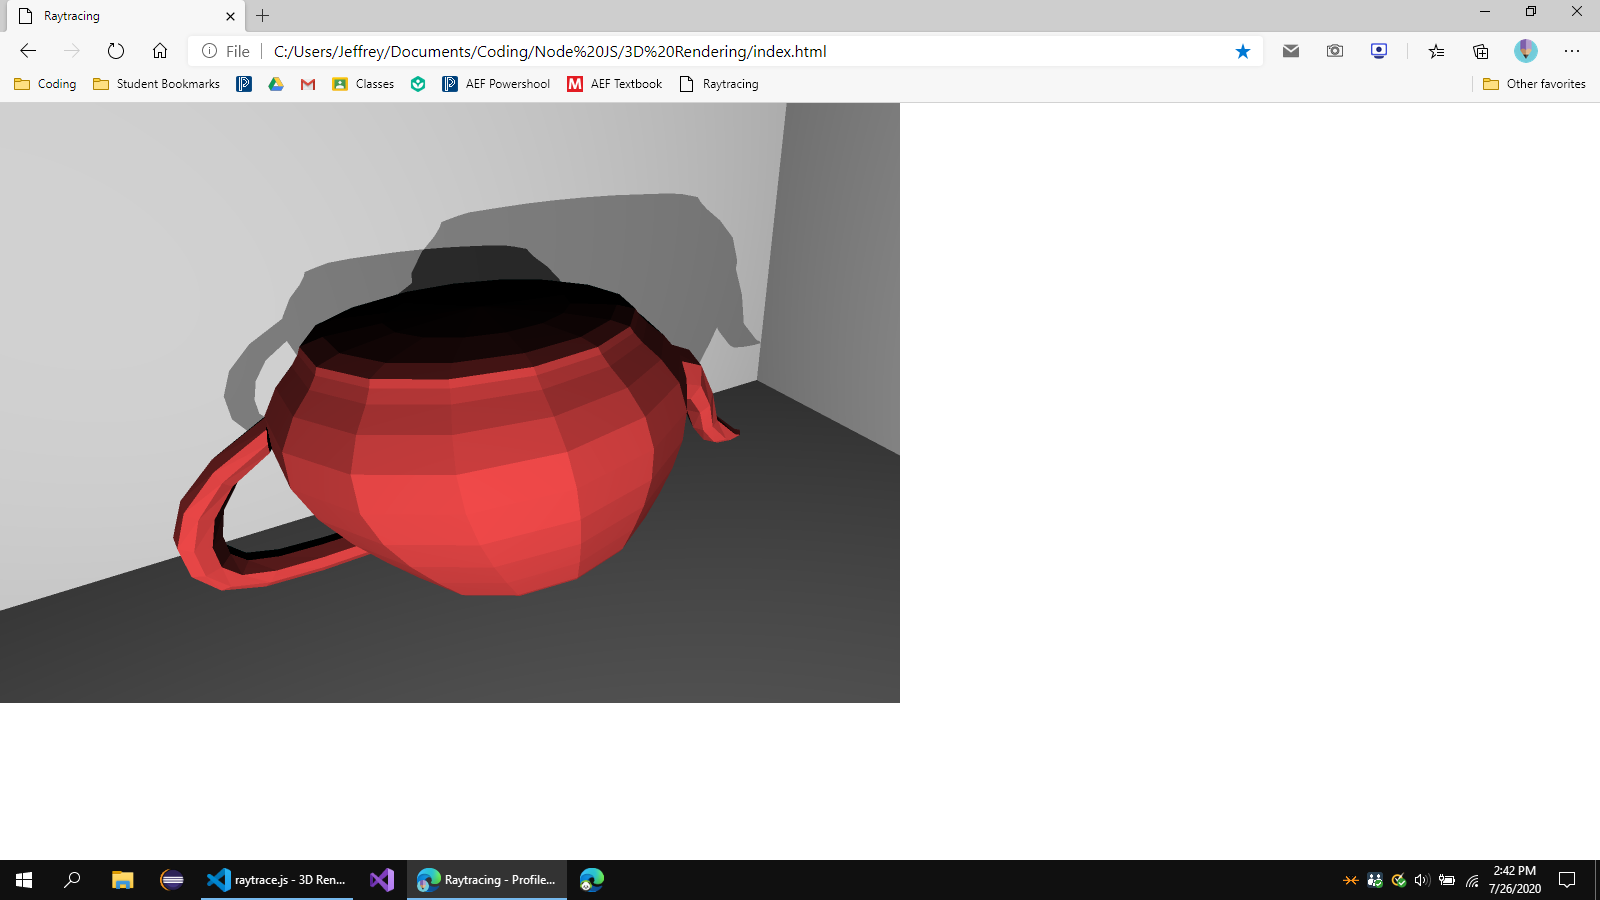 Raytracing
File C:/Users/Jeffrey/Documents/Coding/Node%20JS/3D%20Rendering/index.html
Coding Student Bookmarks Classes AEF Powershool M AEF Textbook Raytracing Other favorites
raytrace.js - 3D Ren... Raytracing - Profile... 2:42 PM
7/26/2020